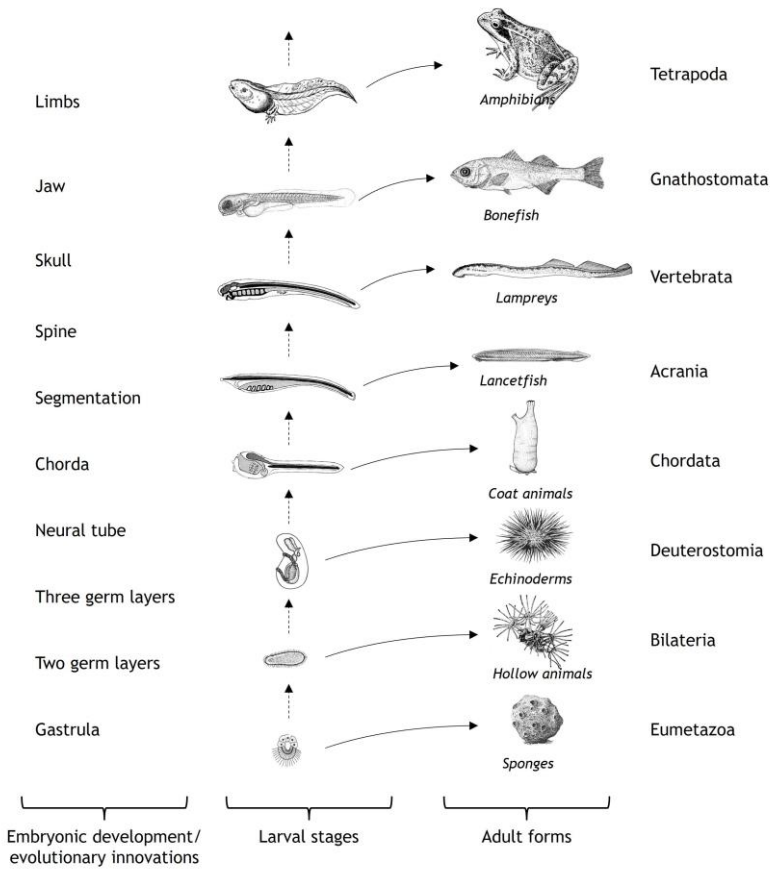 Limbs
Amphibians
Tetrapoda
Jaw
Bonefish
Gnathostomata
Skull
Lampreys
Vertebrata
Spine
Segmentation
Lancetfish
Acrania
Chorda
Coat animals
Chordata
Neural tube
Echinoderms
Deuterostomia
Three germ layers
Two germ layers
Hollow animals
Bilateria
Gastrula
Sponges
Eumetazoa
Embryonic development/
evolutionary innovations
Larval stages
Adult forms